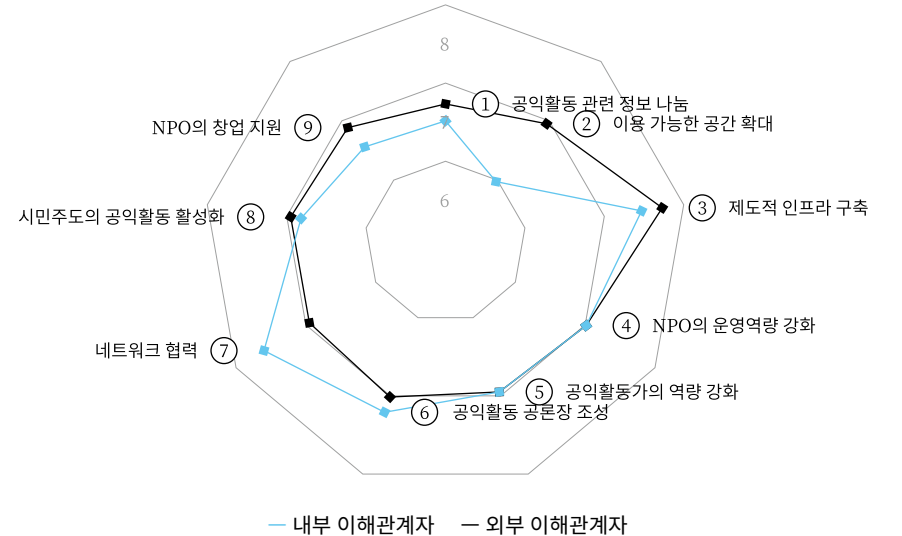 8
① 공익활동 관련 정보 나눔
② 이용 가능한 공간 확대
⑨ NPO의 창업 지원
6
③ 제도적 인프라 구축
⑧ 시민주도의 공익활동 활성화
④ NPO의 운영역량 강화
⑦ 네트워크 협력
⑤ 공익활동가의 역량 강화
⑥ 공익활동 공론장 조성
내부 이해관계자
외부 이해관계자